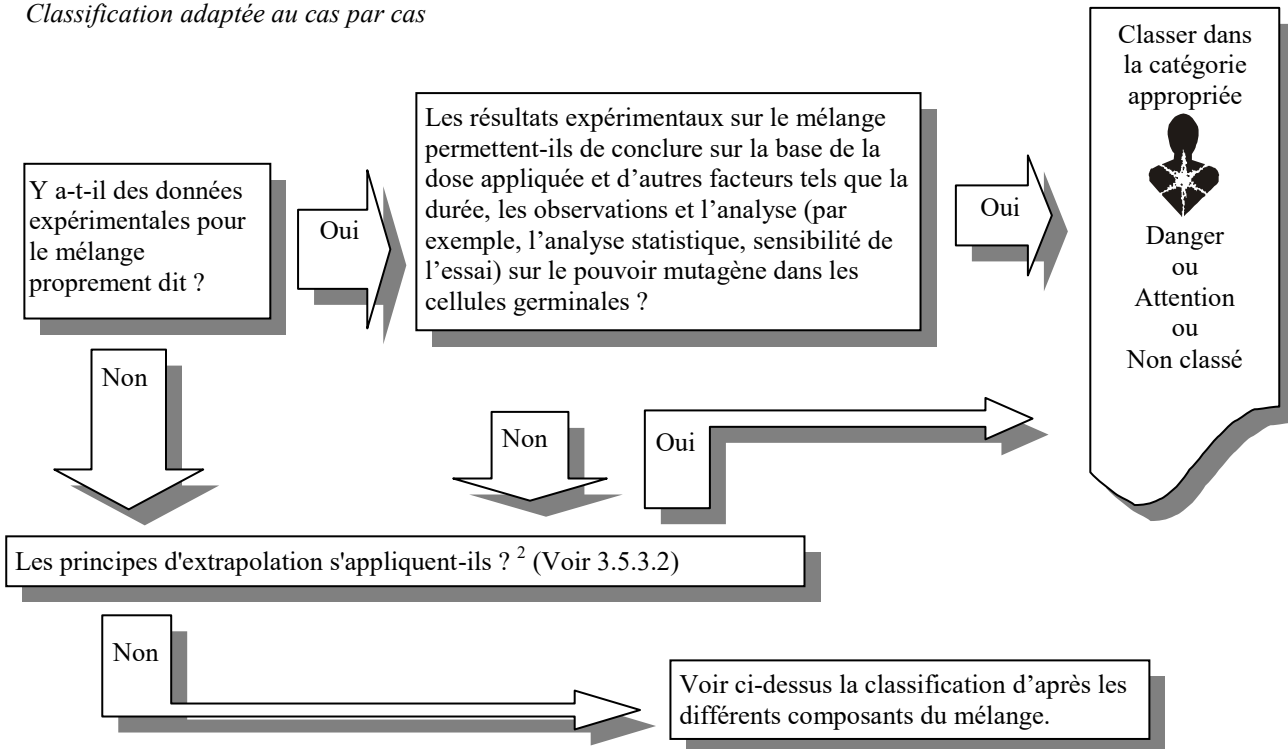 Classification adaptée au cas par cas
Y a-t-il des données
expérimentales pour
le mélange
proprement dit ?
Oui
Les résultats expérimentaux sur le mélange
permettent-ils de conclure sur la base de la
dose appliquée et d'autres facteurs tels que la
durée, les observations et l'analyse (par
exemple, l'analyse statistique, sensibilité de
l'essai) sur le pouvoir mutagène dans les
cellules germinales ?
Oui
Classer dans
la catégorie
appropriée
Danger
ou
Attention
ou
Non classé
Non
Non
Oui
Les principes d'extrapolation s'appliquent-ils ? 2 (Voir 3.5.3.2)
Non
Voir ci-dessus la classification d'après les
différents composants du mélange.